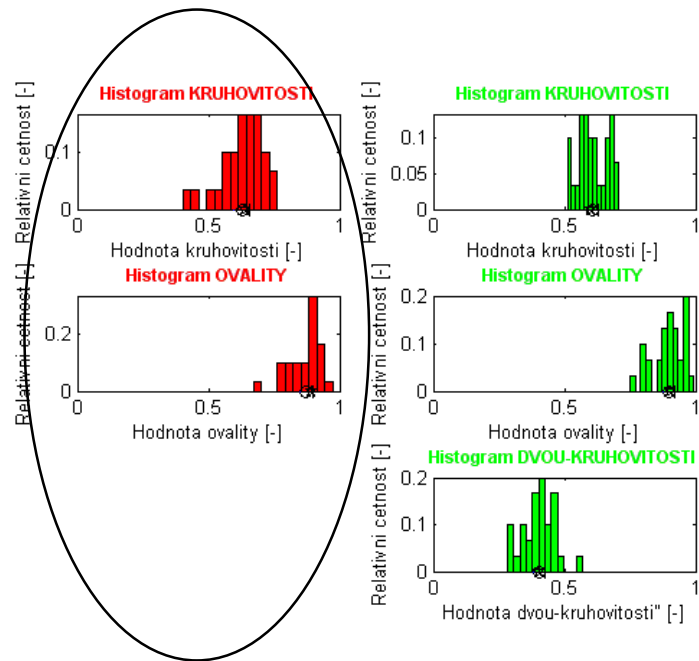 Histogram KRUHOVITOSTI
Relativni cetnost [-]
0.1
0
0 0.5 1
Hodnota kruhovitosti [-]
Histogram KRUHOVITOSTI
Relativni cetnost [-]
0.1
0.05
0
0 0.5 1
Hodnota kruhovitosti [-]
Histogram OVALITY
Relativni cetnost [-]
0.2
0
0 0.5 1
Hodnota ovality [-]
Histogram OVALITY
Relativni cetnost [-]
0.2
0.1
0
0 0.5 1
Hodnota ovality [-]
Histogram DVOU-KRUHOVITOSTI
Relativni cetnost [-]
0.2
0.1
0
0 0.5 1
Hodnota dvou-kruhovitosti" [-]